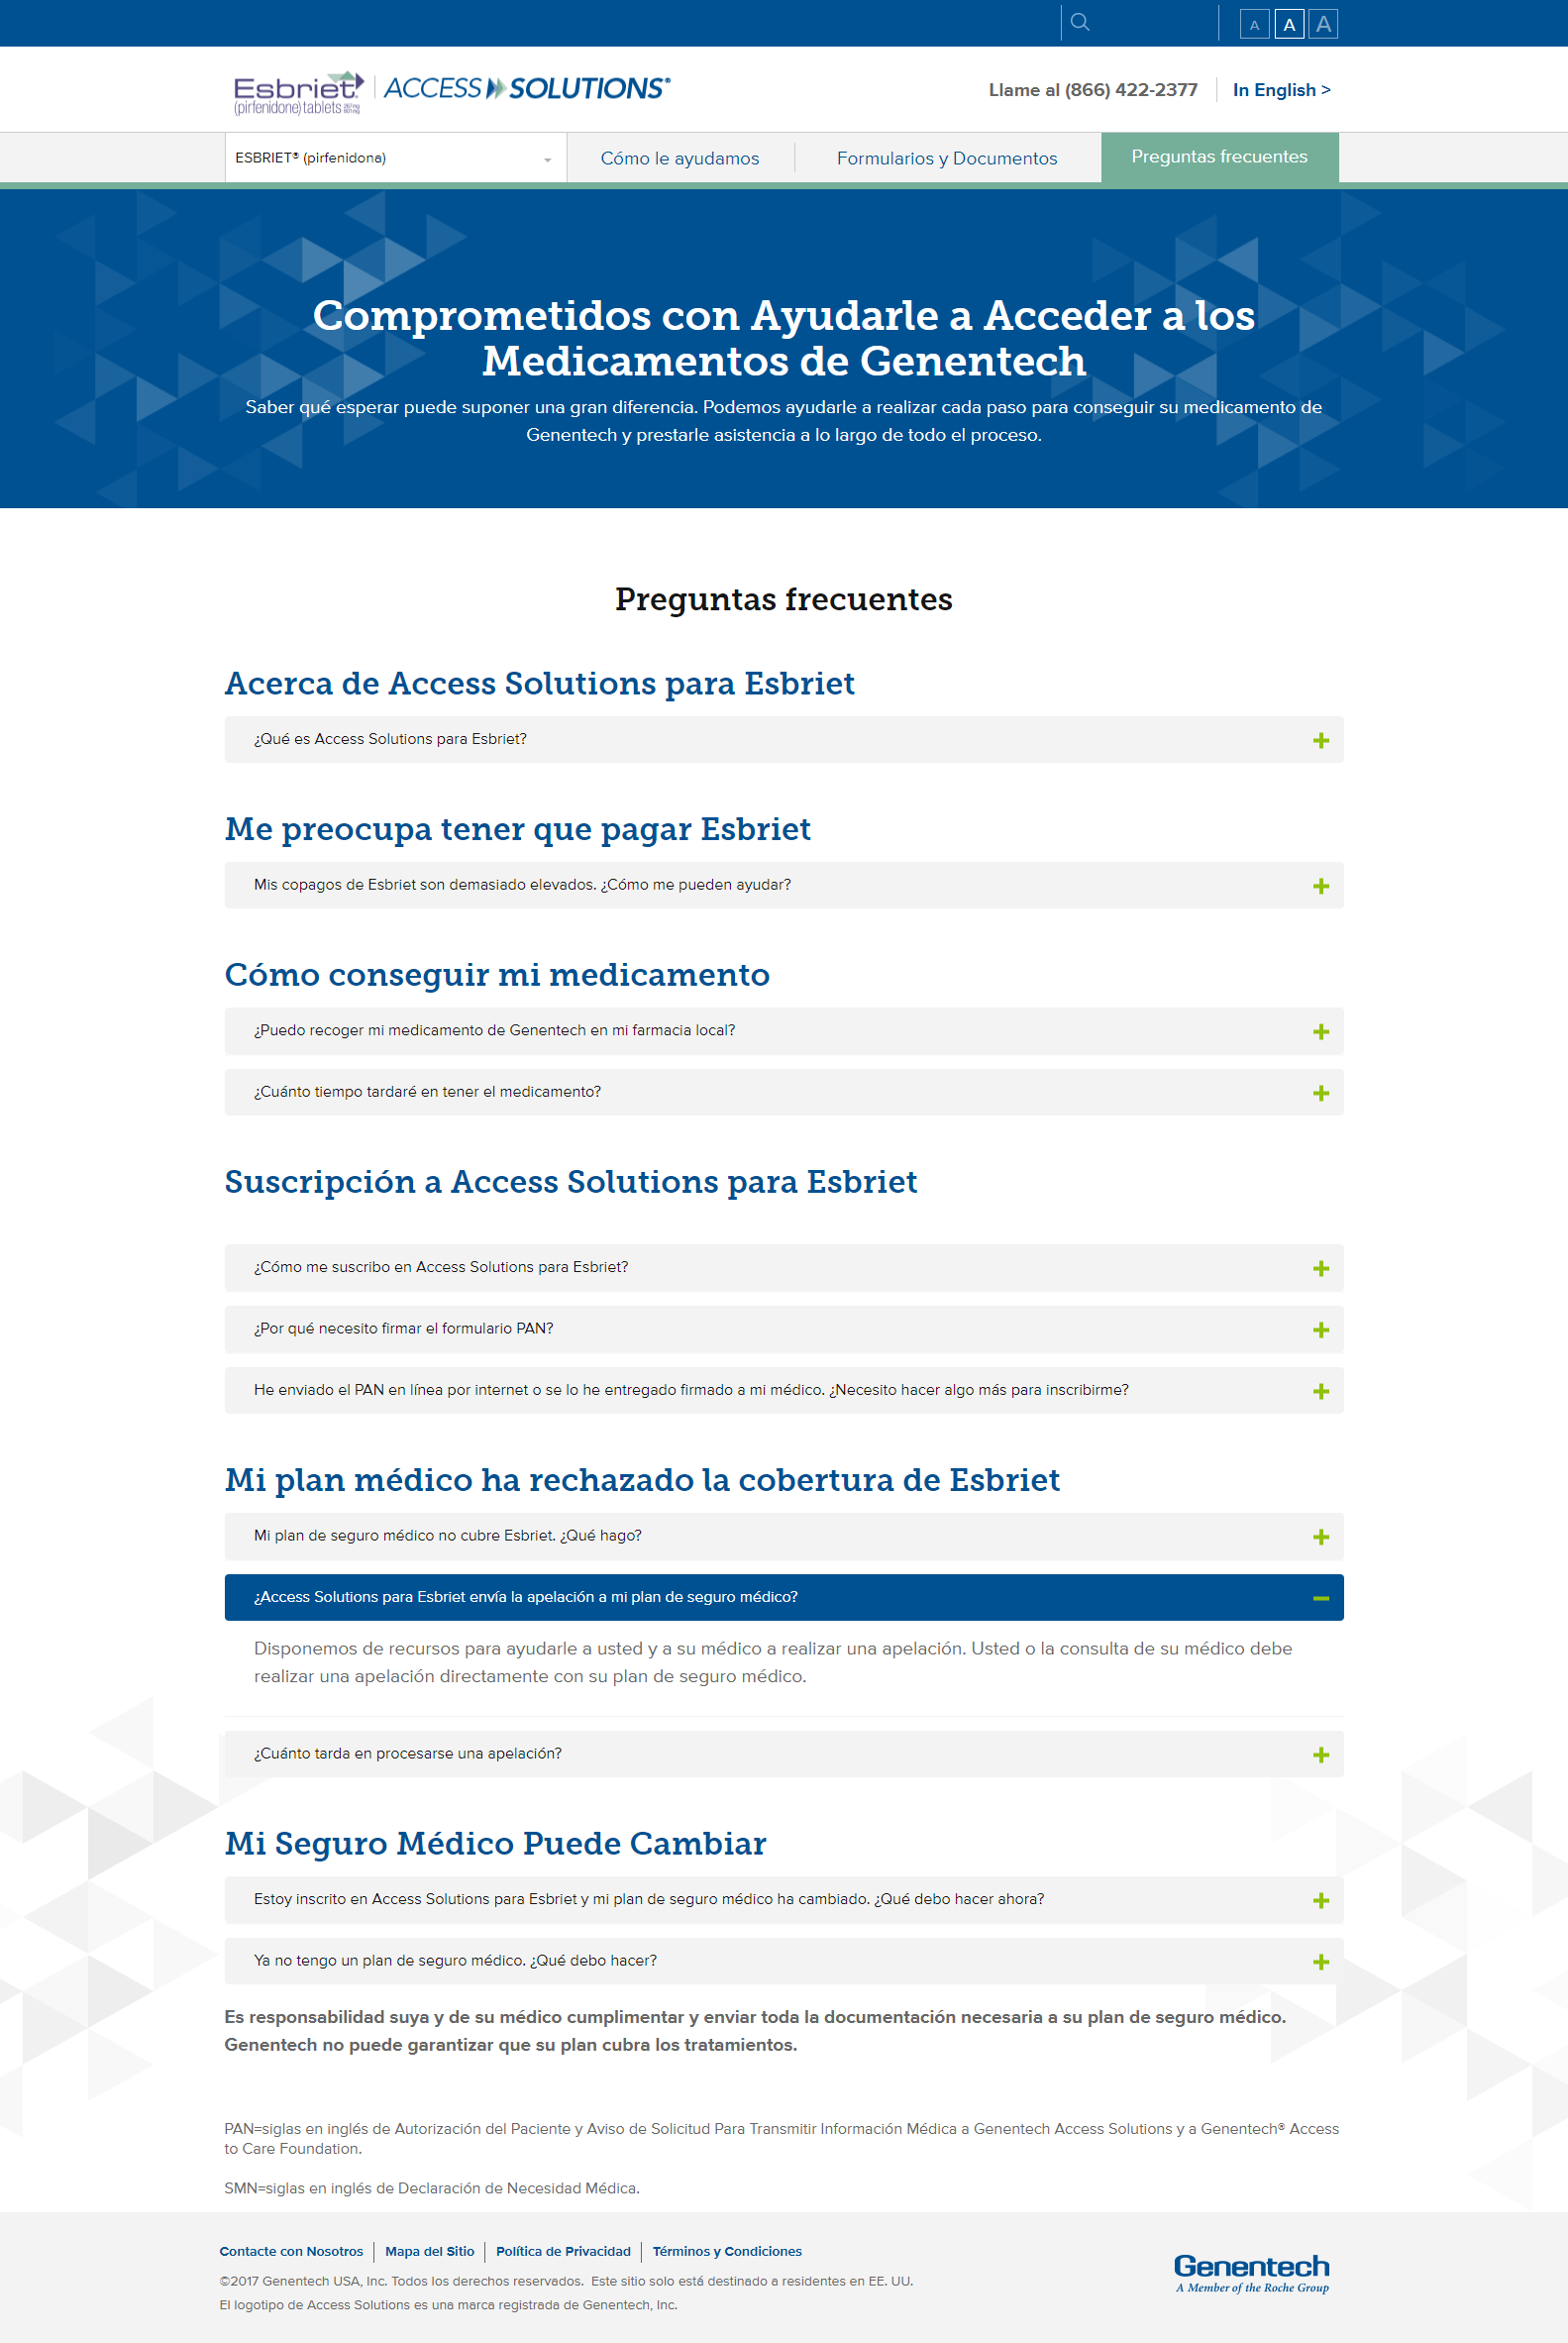 A A A
Esbriet ACCESS SOLUTIONS®
(pirfenidone) tablets
Llame al (866) 422-2377
In English >
ESBRIET® (pirfenidona)
Cómo le ayudamos
Formularios y Documentos
Preguntas frecuentes
Comprometidos con Ayudarle a Acceder a los
Medicamentos de Genentech
Saber qué esperar puede suponer una gran diferencia. Podemos ayudarle a realizar cada paso para conseguir su medicamento de
Genentech y prestarle asistencia a lo largo de todo el proceso.
Preguntas frecuentes
Acerca de Access Solutions para Esbriet
¿Qué es Access Solutions para Esbriet?
Me preocupa tener que pagar Esbriet
Mis copagos de Esbriet son demasiado elevados. ¿Cómo me pueden ayudar?
Cómo conseguir mi medicamento
¿Puedo recoger mi medicamento de Genentech en mi farmacia local?
¿Cuánto tiempo tardaré en tener el medicamento?
Suscripción a Access Solutions para Esbriet
¿Cómo me suscribo en Access Solutions para Esbriet?
¿Por qué necesito firmar el formulario PAN?
He enviado el PAN en línea por internet o se lo he entregado firmado a mi médico. ¿Necesito hacer algo más para inscribirme?
Mi plan médico ha rechazado la cobertura de Esbriet
Mi plan de seguro médico no cubre Esbriet. ¿Qué hago?
¿Access Solutions para Esbriet envía la apelación a mi plan de seguro médico?
Disponemos de recursos para ayudarle a usted y a su médico a realizar una apelación. Usted o la consulta de su médico debe
realizar una apelación directamente con su plan de seguro médico.
¿Cuánto tarda en procesarse una apelación?
Mi Seguro Médico Puede Cambiar
Estoy inscrito en Access Solutions para Esbriet y mi plan de seguro médico ha cambiado. ¿Qué debo hacer ahora?
Ya no tengo un plan de seguro médico. ¿Qué debo hacer?
Es responsabilidad suya y de su médico cumplimentar y enviar toda la documentación necesaria a su plan de seguro médico.
Genentech no puede garantizar que su plan cubra los tratamientos.
PAN=siglas en inglés de Autorización del Paciente y Aviso de Solicitud Para Transmitir Información Médica a Genentech Access Solutions y a Genentech® Access
to Care Foundation.
SMN=siglas en inglés de Declaración de Necesidad Médica.
Contacte con Nosotros
Mapa del Sitio
Política de Privacidad
Términos y Condiciones
©2017 Genentech USA, Inc. Todos los derechos reservados. Este sitio solo está destinado a residentes en EE. UU.
El logotipo de Access Solutions es una marca registrada de Genentech, Inc.
Genentech
A Member of the Roche Group